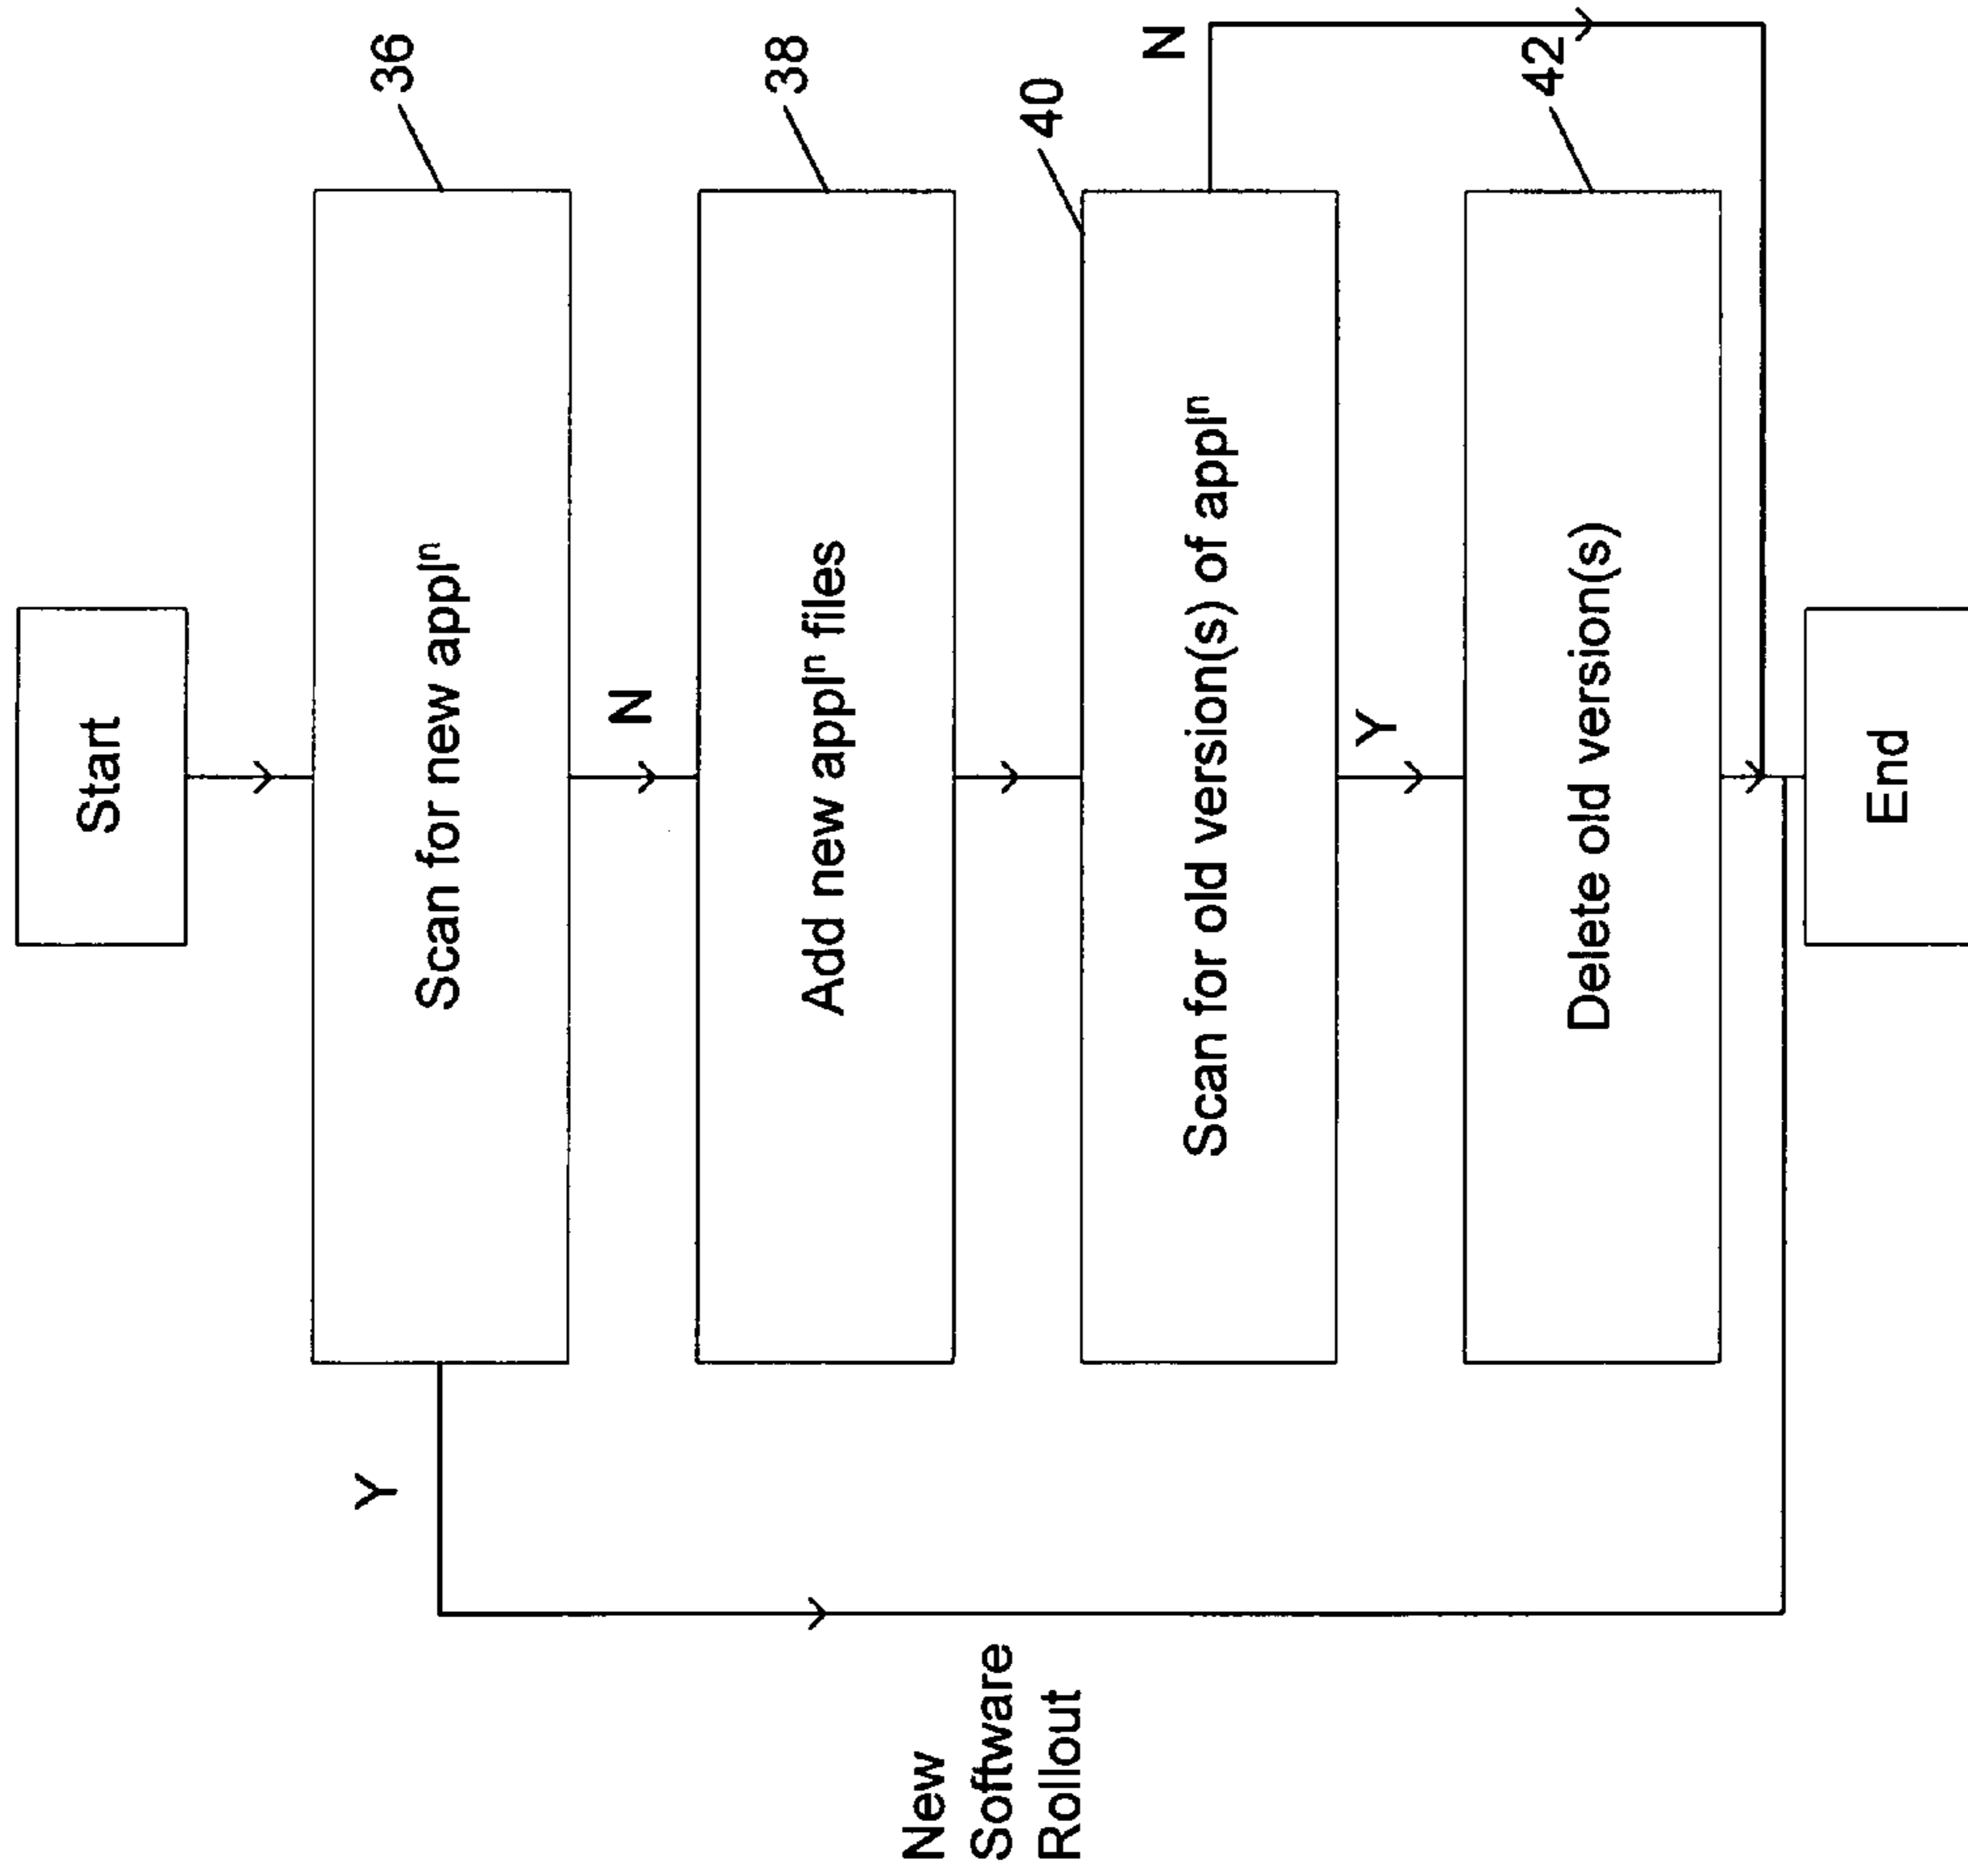 Start
36
Scan for new applⁿ
Y
N
38
Add new applⁿ files
40
Scan for old version(s) of applⁿ
N
Y
42
Delete old version(s)
End
New
Software
Rollout